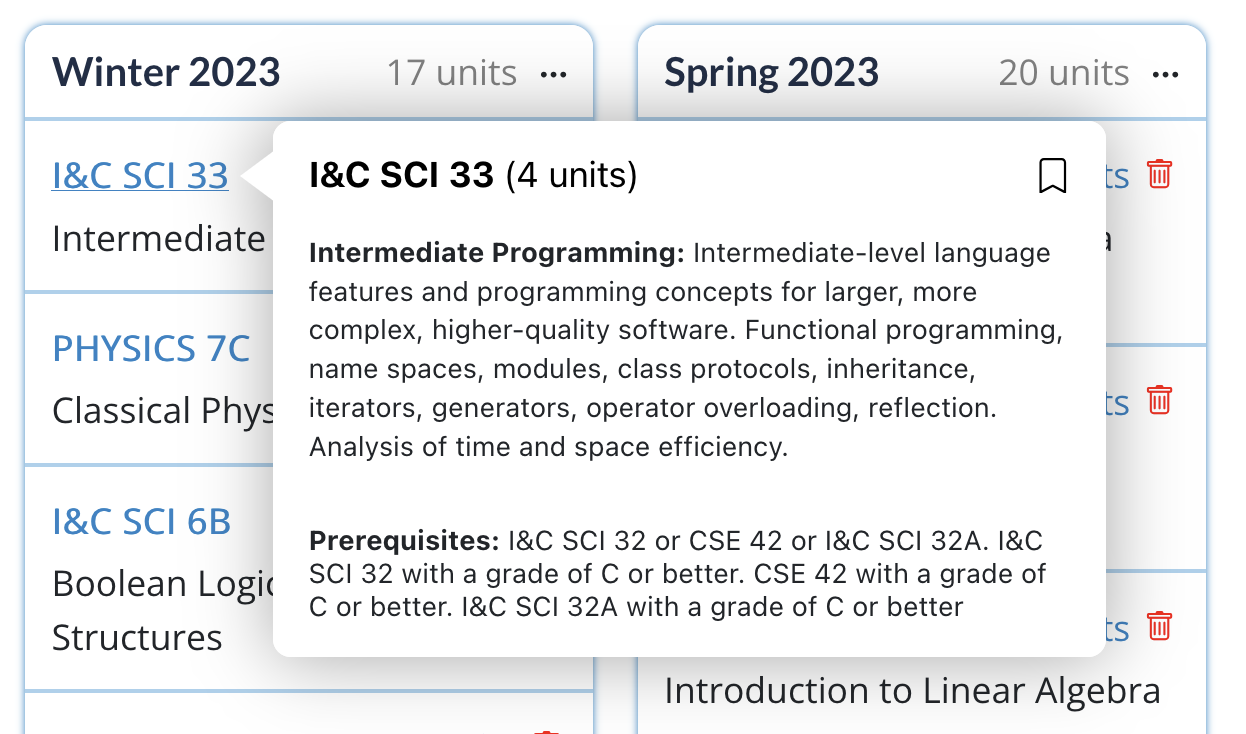 Winter 2023 17 units ...
Spring 2023 20 units ...
I&C SCI 33
Intermediate
PHYSICS 7C
Classical Phys
I&C SCI 6B
Boolean Logic
Structures
I&C SCI 33 (4 units)
Intermediate Programming: Intermediate-level language
features and programming concepts for larger, more
complex, higher-quality software. Functional programming,
name spaces, modules, class protocols, inheritance,
iterators, generators, operator overloading, reflection.
Analysis of time and space efficiency.
Prerequisites: I&C SCI 32 or CSE 42 or I&C SCI 32A. I&C
SCI 32 with a grade of C or better. CSE 42 with a grade of
C or better. I&C SCI 32A with a grade of C or better
ts
a
ts
ts
Introduction to Linear Algebra